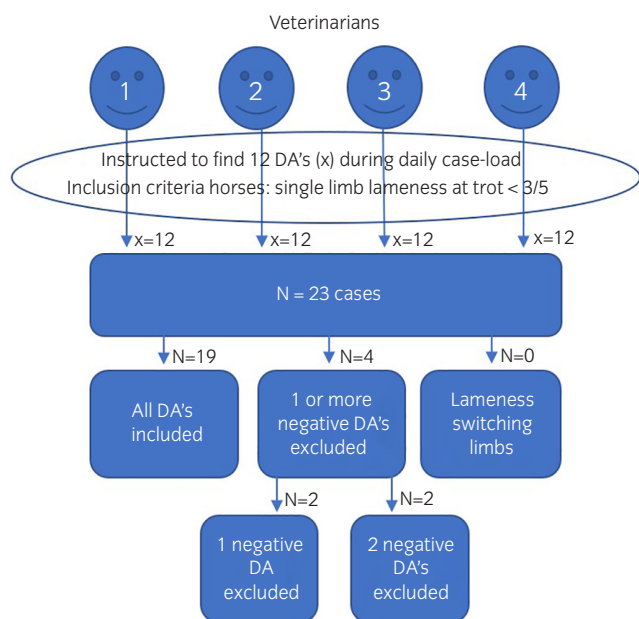 Veterinarians
1 2 3 4
Instructed to find 12 DA's (x) during daily case-load
Inclusion criteria horses: single limb lameness at trot < 3/5
x=12 x=12 x=12 x=12
N = 23 cases
N=19 N=4 N=0
All DA's
included
1 or more
negative DA's
excluded
Lameness
switching
limbs
N=2 N=2
1 negative
DA
excluded
2 negative
DA's
excluded